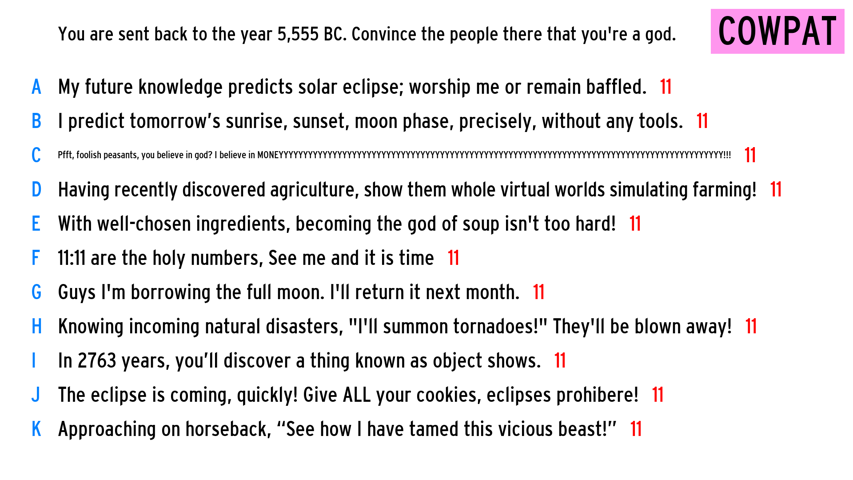 You are sent back to the year 5,555 BC. Convince the people there that you're a god.
COWPAT
A My future knowledge predicts solar eclipse; worship me or remain baffled. 11
B I predict tomorrow’s sunrise, sunset, moon phase, precisely, without any tools. 11
C Pfft, foolish peasants, you believe in god? I believe in MONEYYYYYYYYYYYYYYYYYYYYYYYYYYYYYYYYYYYYYYYYYYYYYYYYYYYYYYYYYYYYYYYYYYYYYYYYYYYYYYYYYYYYYYYYYYYY!!! 11
D Having recently discovered agriculture, show them whole virtual worlds simulating farming! 11
E With well-chosen ingredients, becoming the god of soup isn't too hard! 11
F 11:11 are the holy numbers, See me and it is time 11
G Guys I'm borrowing the full moon. I'll return it next month. 11
H Knowing incoming natural disasters, "I'll summon tornadoes!" They'll be blown away! 11
I In 2763 years, you’ll discover a thing known as object shows. 11
J The eclipse is coming, quickly! Give ALL your cookies, eclipses prohibere! 11
K Approaching on horseback, “See how I have tamed this vicious beast!” 11